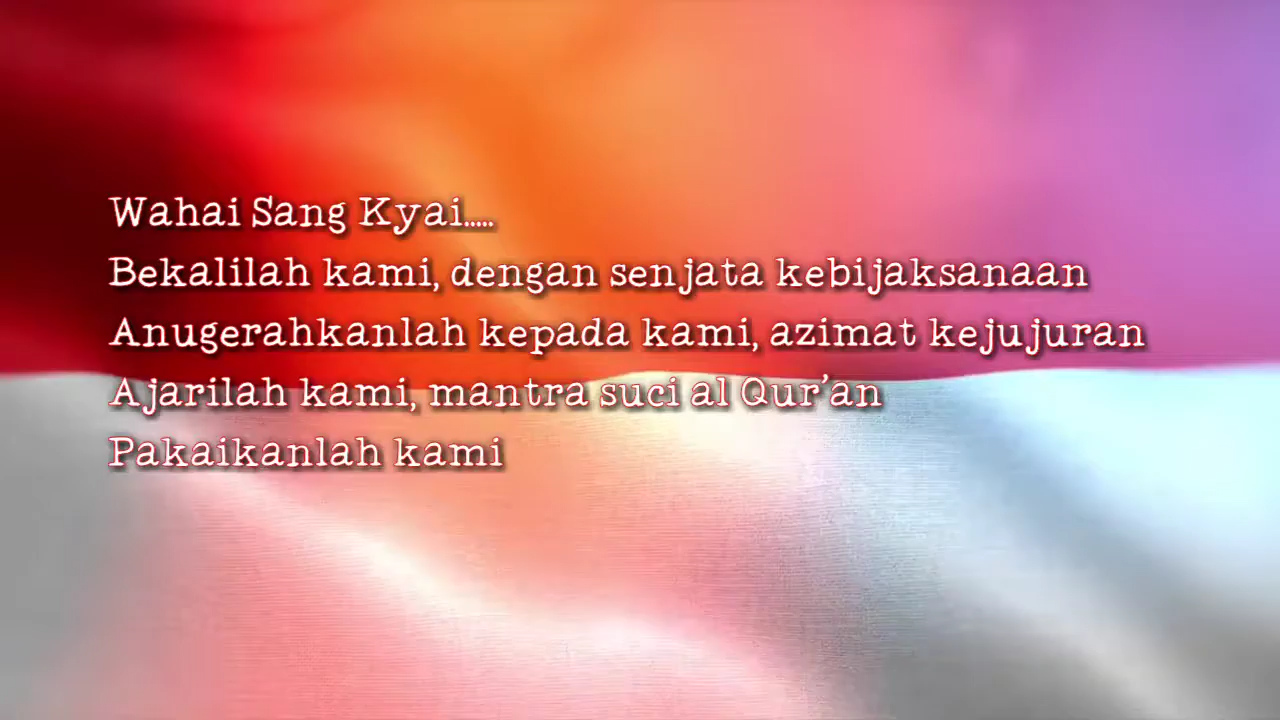 Wahai Sang Kyai.....
Bekalilah kami, dengan senjata kebijaksanaan
Anugerahkanlah kepada kami, azimat kejujuran
Ajarilah kami, mantra suci al Qur'an
Pakaikanlah kami